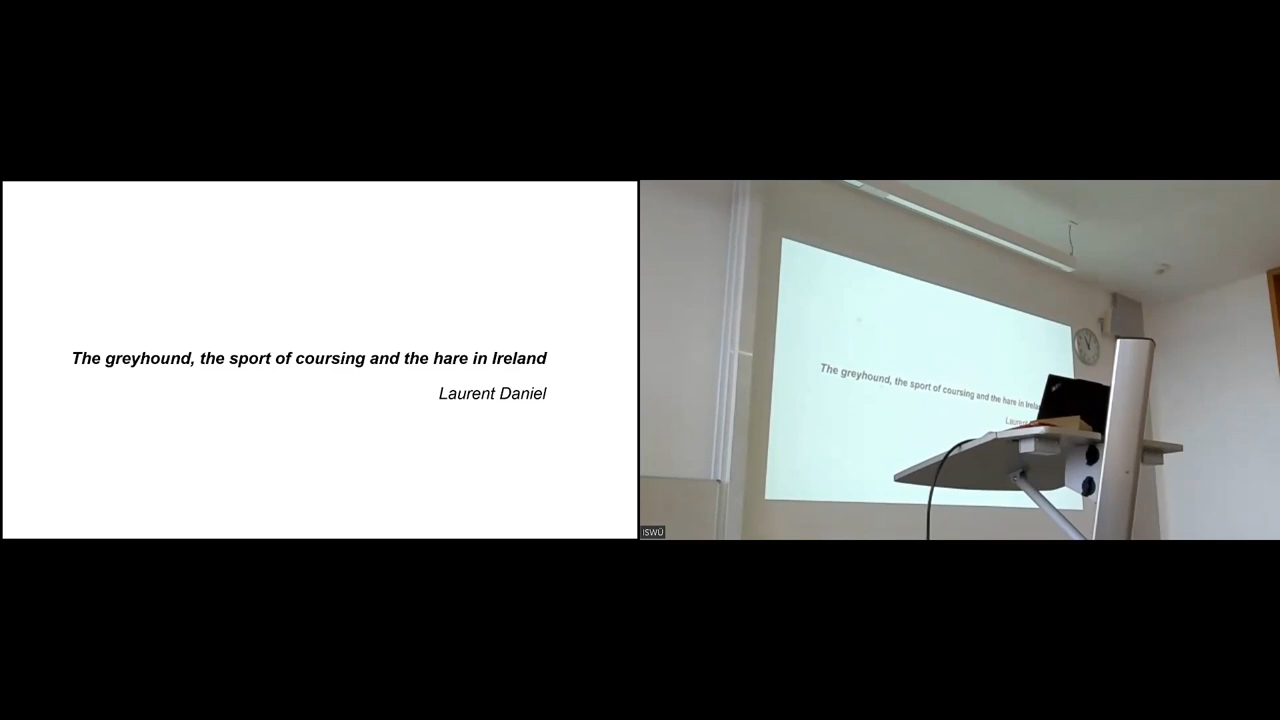 The greyhound, the sport of coursing and the hare in Ireland
Laurent Daniel
The greyhound, the sport of coursing and the hare in
ISWÜ